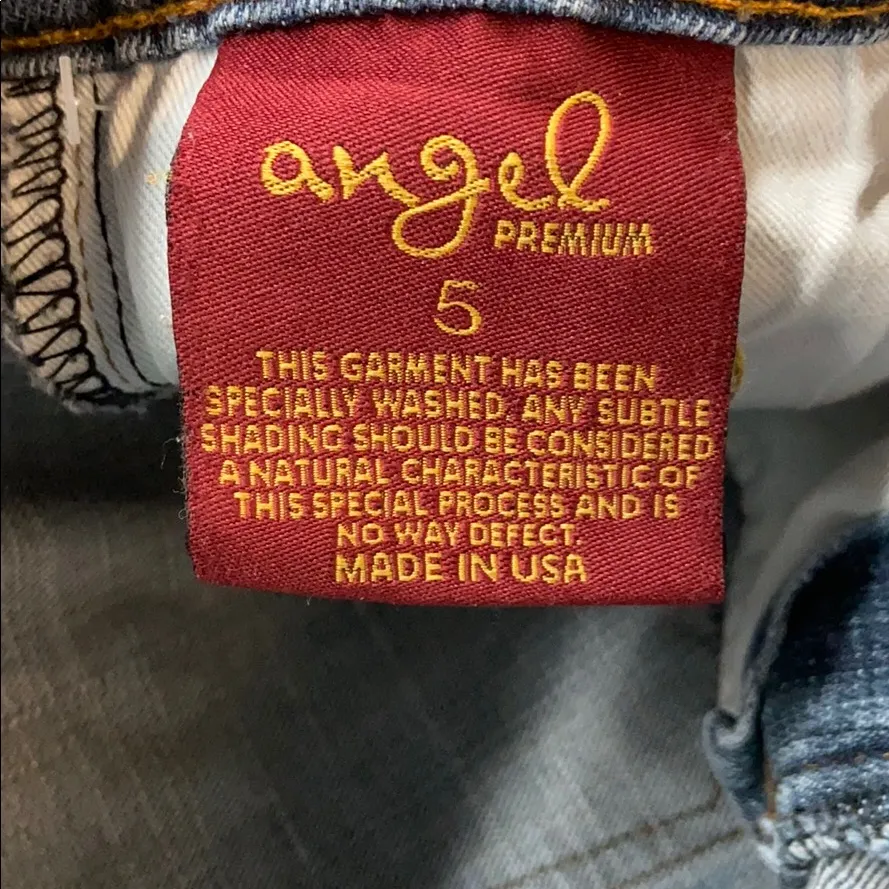 angel
PREMIUM
5
THIS GARMENT HAS BEEN
SPECIALLY WASHED. ANY SUBTLE
SHADING SHOULD BE CONSIDERED
A NATURAL CHARACTERISTIC OF
THIS SPECIAL PROCESS AND IS
NO WAY DEFECT.
MADE IN USA